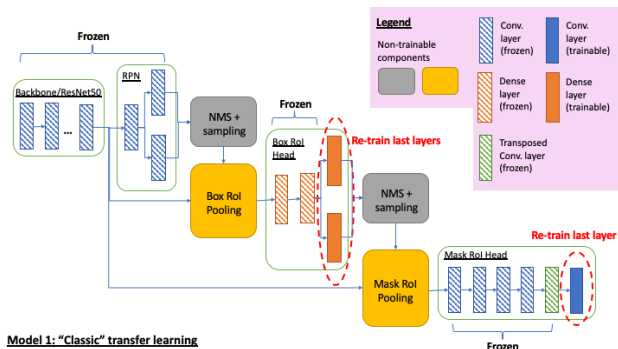 Frozen
Backbone/ResNet50
...
RPN
NMS +
sampling
Box RoI
Pooling
Frozen
Box RoI
Head
Re-train last layers
NMS +
sampling
Mask RoI
Pooling
Re-train last layer
Mask RoI Head
Frozen
Legend
Non-trainable
components
Conv.
layer
(frozen)
Conv.
layer
(trainable)
Dense
layer
(frozen)
Dense
layer
(trainable)
Transposed
Conv. layer
(frozen)
Model 1: “Classic” transfer learning